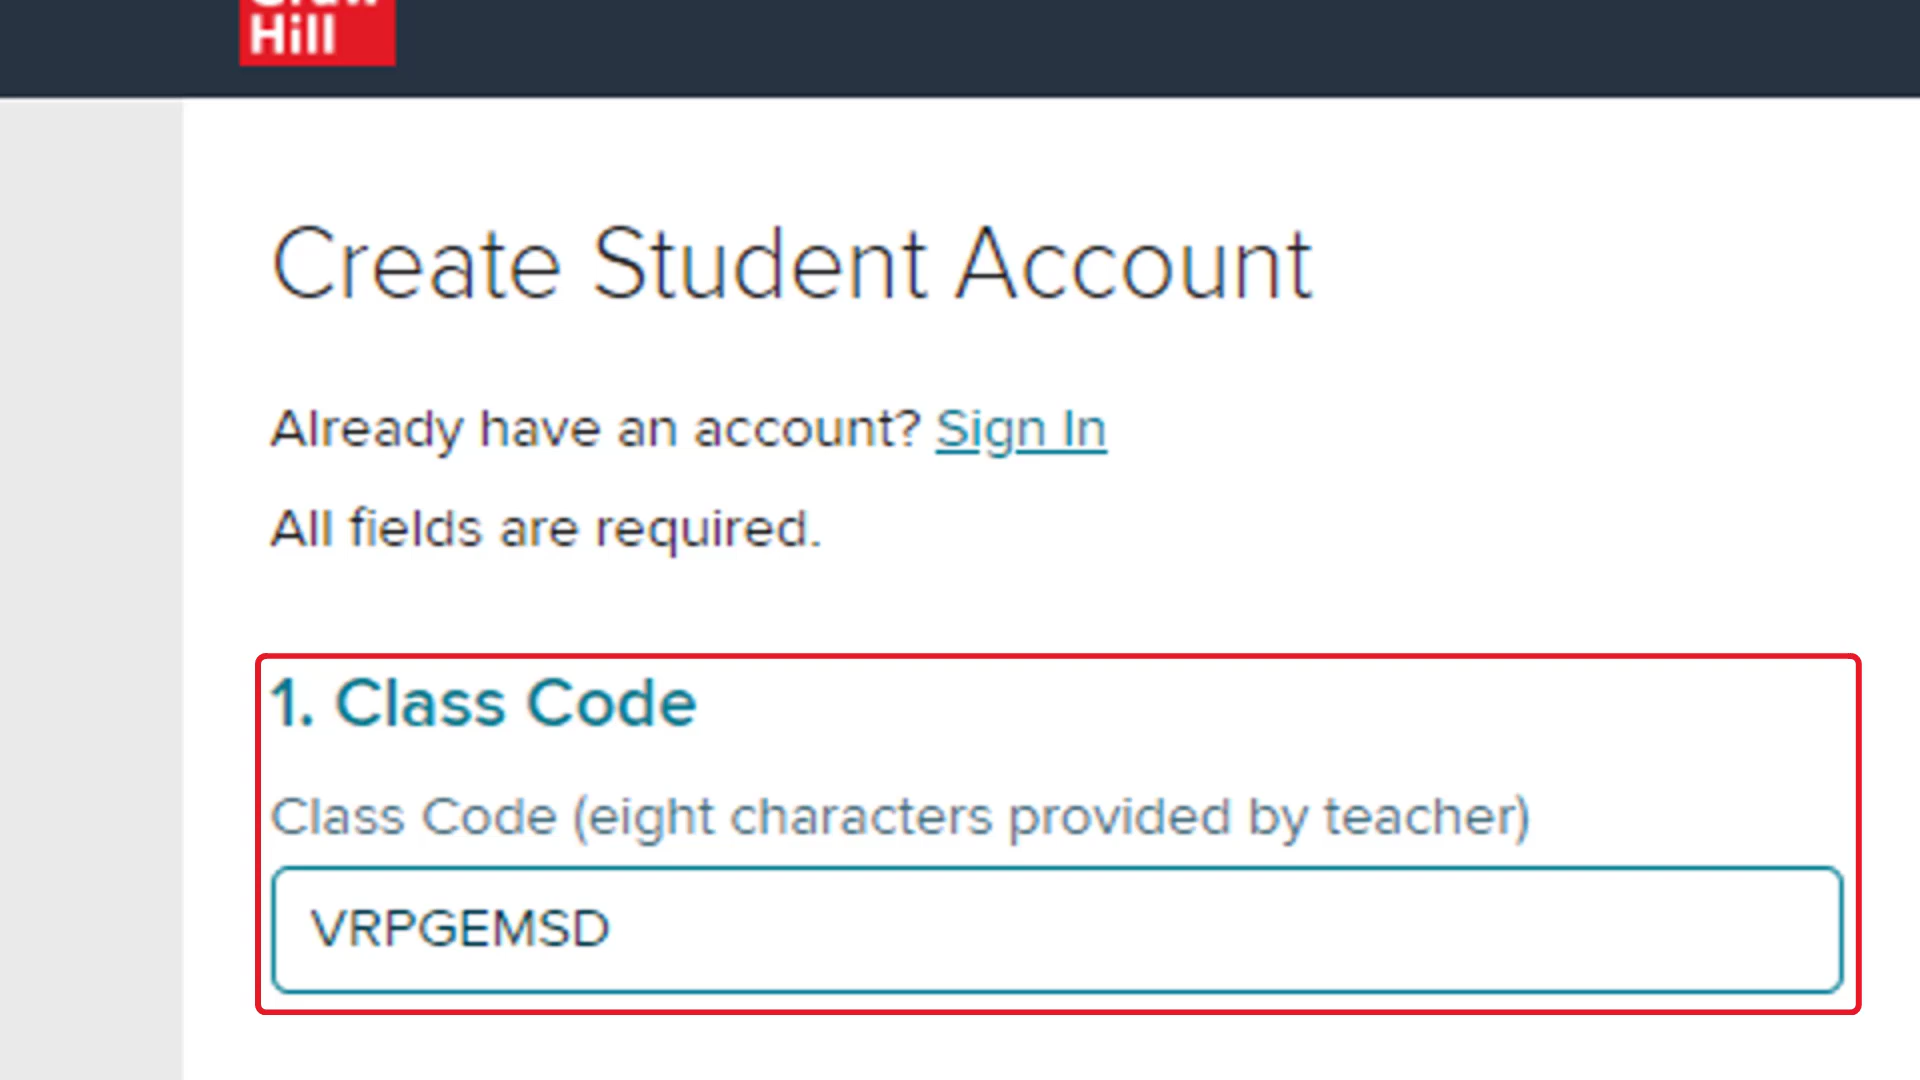 Hill
Create Student Account
Already have an account? Sign In
All fields are required.
1. Class Code
Class Code (eight characters provided by teacher)
VRPGEMSD